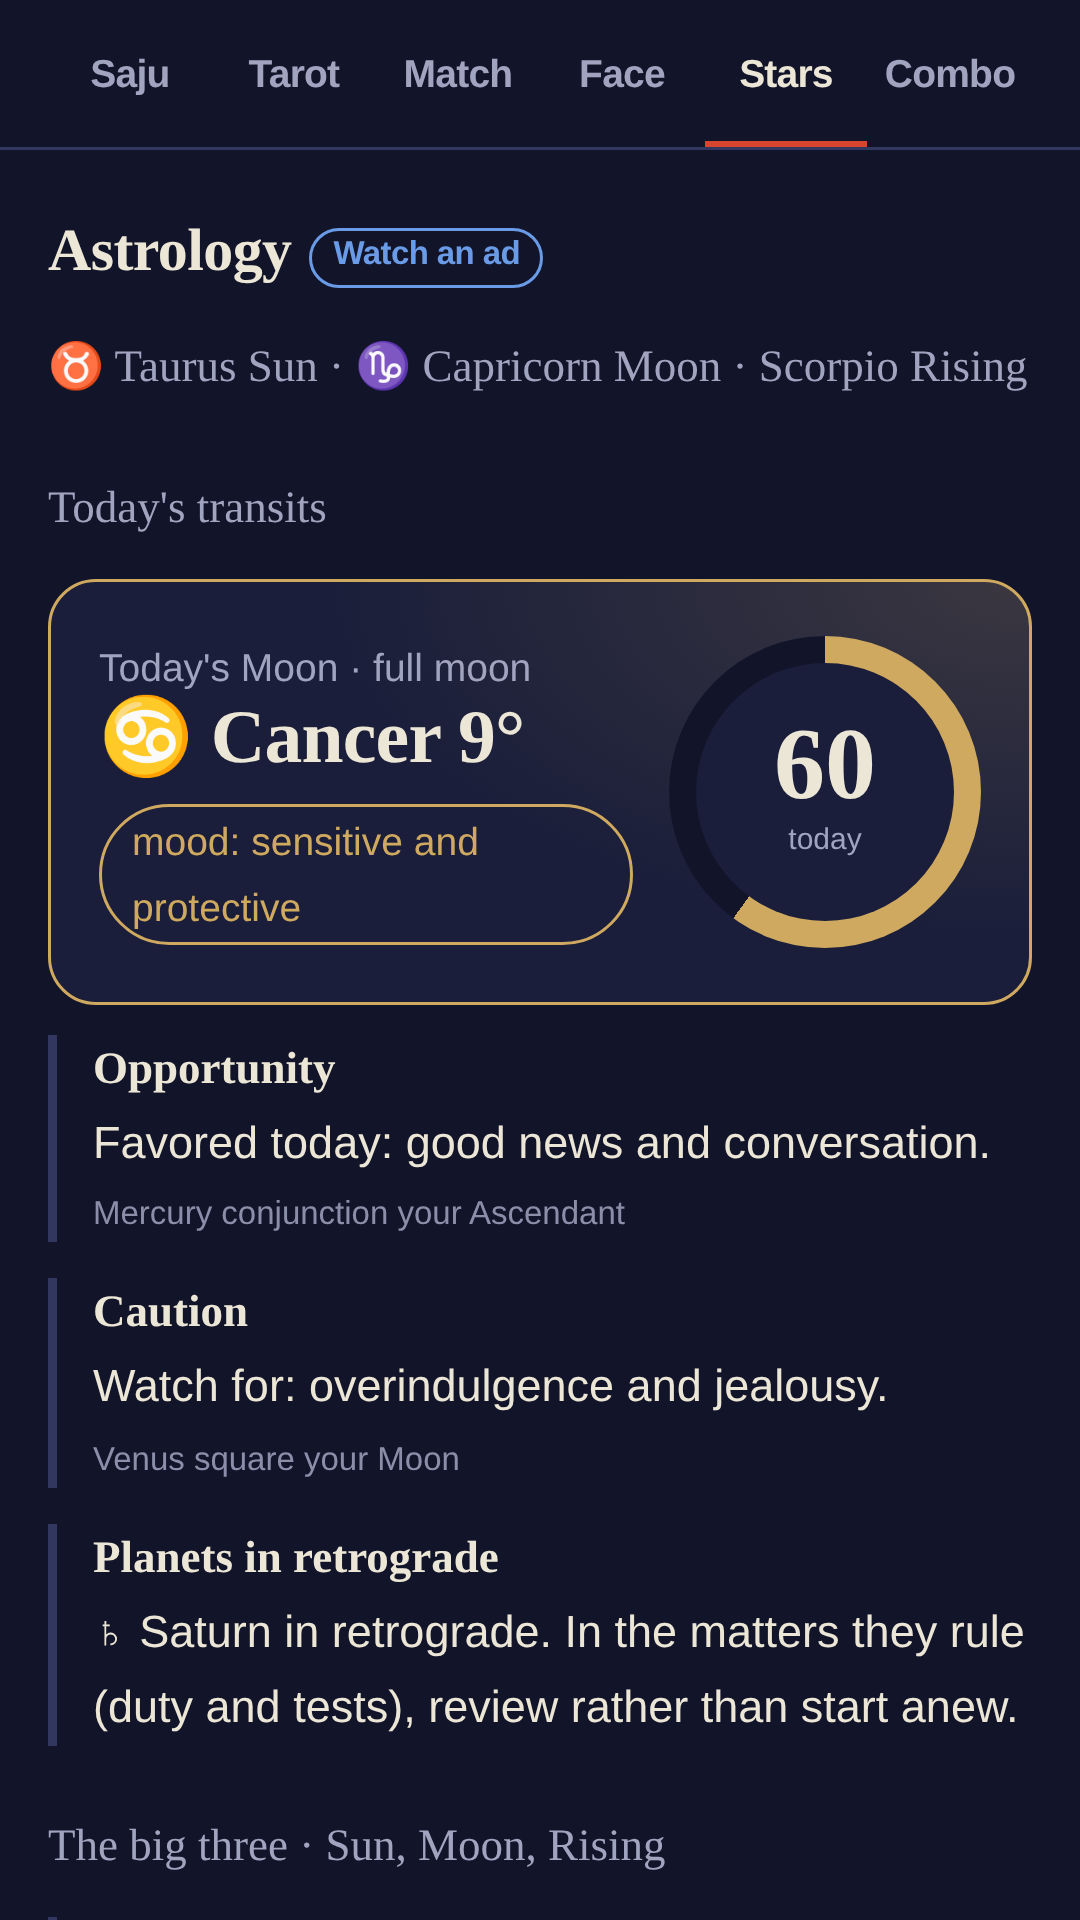 Saju Tarot Match Face Stars Combo
Astrology Watch an ad
♉ Taurus Sun · ♑ Capricorn Moon · Scorpio Rising
Today's transits
Today's Moon · full moon
♋ Cancer 9°
mood: sensitive and
protective
60
today
Opportunity
Favored today: good news and conversation.
Mercury conjunction your Ascendant
Caution
Watch for: overindulgence and jealousy.
Venus square your Moon
Planets in retrograde
♄ Saturn in retrograde. In the matters they rule
(duty and tests), review rather than start anew.
The big three · Sun, Moon, Rising